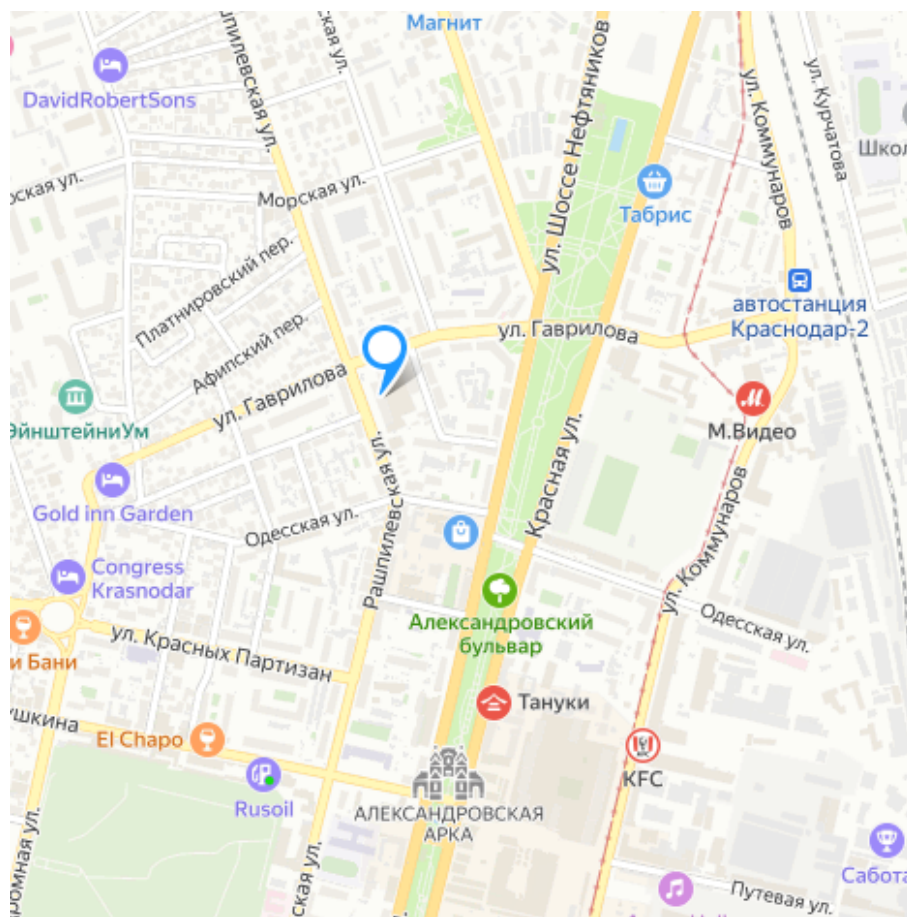 Магнит
DavidRobertSons
Рашпилевская ул.
ул. Шоссе Нефтяников
ул. Коммунаров
ул. Курчатова
Морская ул.
Табрис
Платнировский пер.
автостанция
Краснодар-2
ул. Гаврилова
Афипский пер.
ул. Гаврилова
М.Видео
Gold inn Garden
Одесская ул.
Рашпилевская ул.
Красная ул.
ул. Коммунаров
Congress
Krasnodar
Александровский
бульвар
Одесская ул.
ул. Красных Партизан
Тануки
El Chapo
KFC
Rusoil
АЛЕКСАНДРОВСКАЯ
АРКА
Путевая ул.